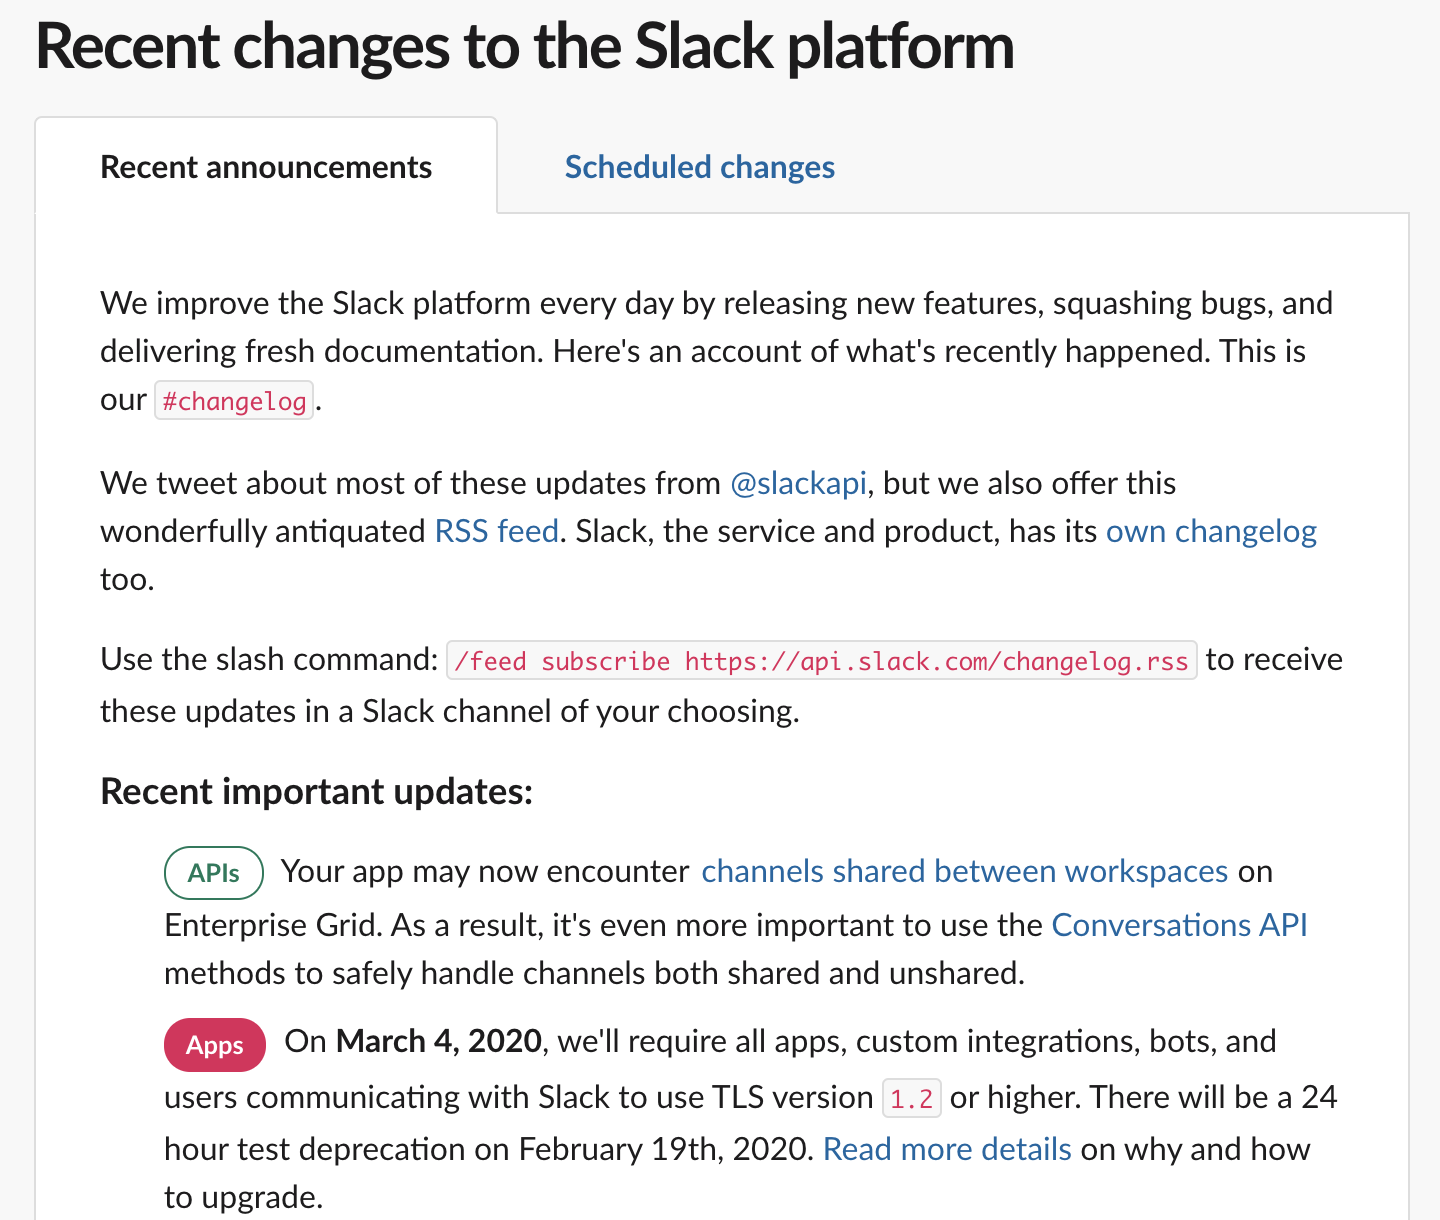 Recent changes to the Slack platform
Recent announcements
Scheduled changes
We improve the Slack platform every day by releasing new features, squashing bugs, and
delivering fresh documentation. Here's an account of what's recently happened. This is
our #changelog.
We tweet about most of these updates from @slackapi, but we also offer this
wonderfully antiquated RSS feed. Slack, the service and product, has its own changelog
too.
Use the slash command: /feed subscribe https://api.slack.com/changelog.rss to receive
these updates in a Slack channel of your choosing.
Recent important updates:
APIs Your app may now encounter channels shared between workspaces on
Enterprise Grid. As a result, it's even more important to use the Conversations API
methods to safely handle channels both shared and unshared.
Apps On March 4, 2020, we'll require all apps, custom integrations, bots, and
users communicating with Slack to use TLS version 1.2 or higher. There will be a 24
hour test deprecation on February 19th, 2020. Read more details on why and how
to upgrade.